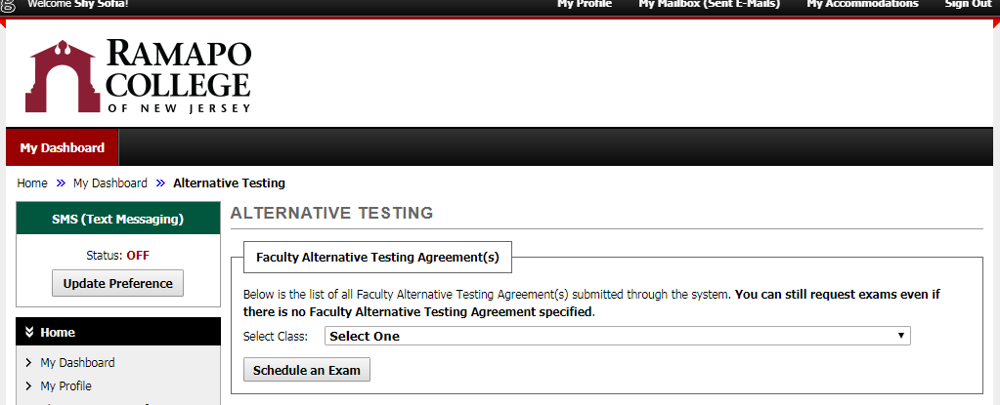 Welcome Shy Sofia!
My Profile My Mailbox (Sent E-Mails) My Accommodations Sign Out
RAMAPO
COLLEGE
OF NEW JERSEY
My Dashboard
Home » My Dashboard » Alternative Testing
SMS (Text Messaging)
Status: OFF
Update Preference
Home
My Dashboard
My Profile
ALTERNATIVE TESTING
Faculty Alternative Testing Agreement(s)
Below is the list of all Faculty Alternative Testing Agreement(s) submitted through the system. You can still request exams even if
there is no Faculty Alternative Testing Agreement specified.
Select Class: Select One
Schedule an Exam